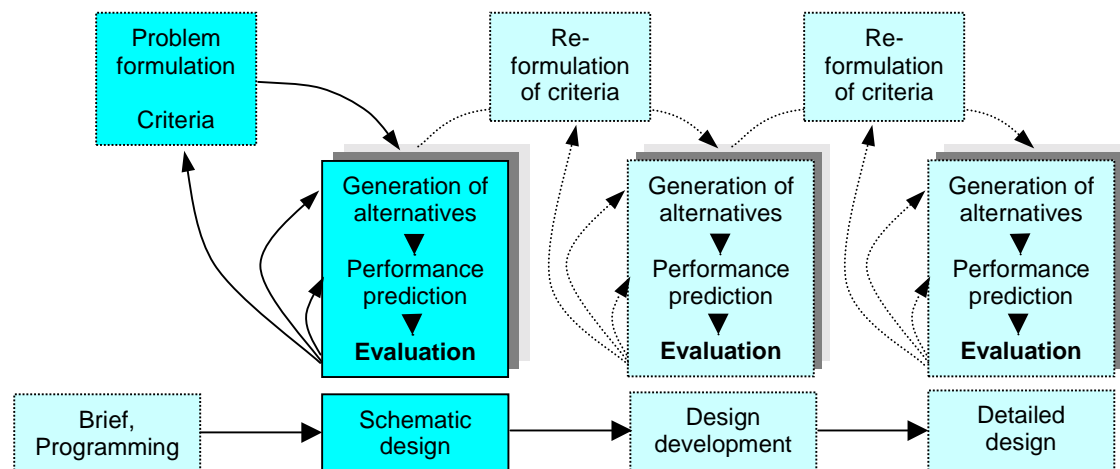 Problem
formulation
Criteria
Re-
formulation
of criteria
Re-
formulation
of criteria
Generation of
alternatives
Performance
prediction
Evaluation
Generation of
alternatives
Performance
prediction
Evaluation
Generation of
alternatives
Performance
prediction
Evaluation
Brief,
Programming
Schematic
design
Design
development
Detailed
design